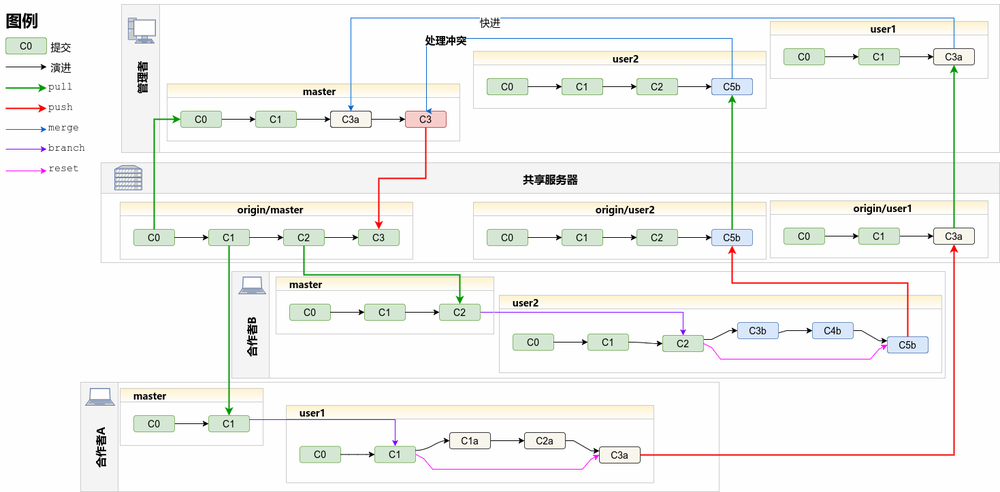 图例
C0 提交
演进
pull
push
merge
branch
reset
管理者
快进
处理冲突
user1
C0 C1 C3a
user2
C0 C1 C2 C5b
master
C0 C1 C3a C3
共享服务器
origin/master
C0 C1 C2 C3
origin/user2
C0 C1 C2 C5b
origin/user1
C0 C1 C3a
合作者B
master
C0 C1 C2
user2
C0 C1 C2 C3b C4b C5b
合作者A
master
C0 C1
user1
C0 C1 C1a C2a C3a